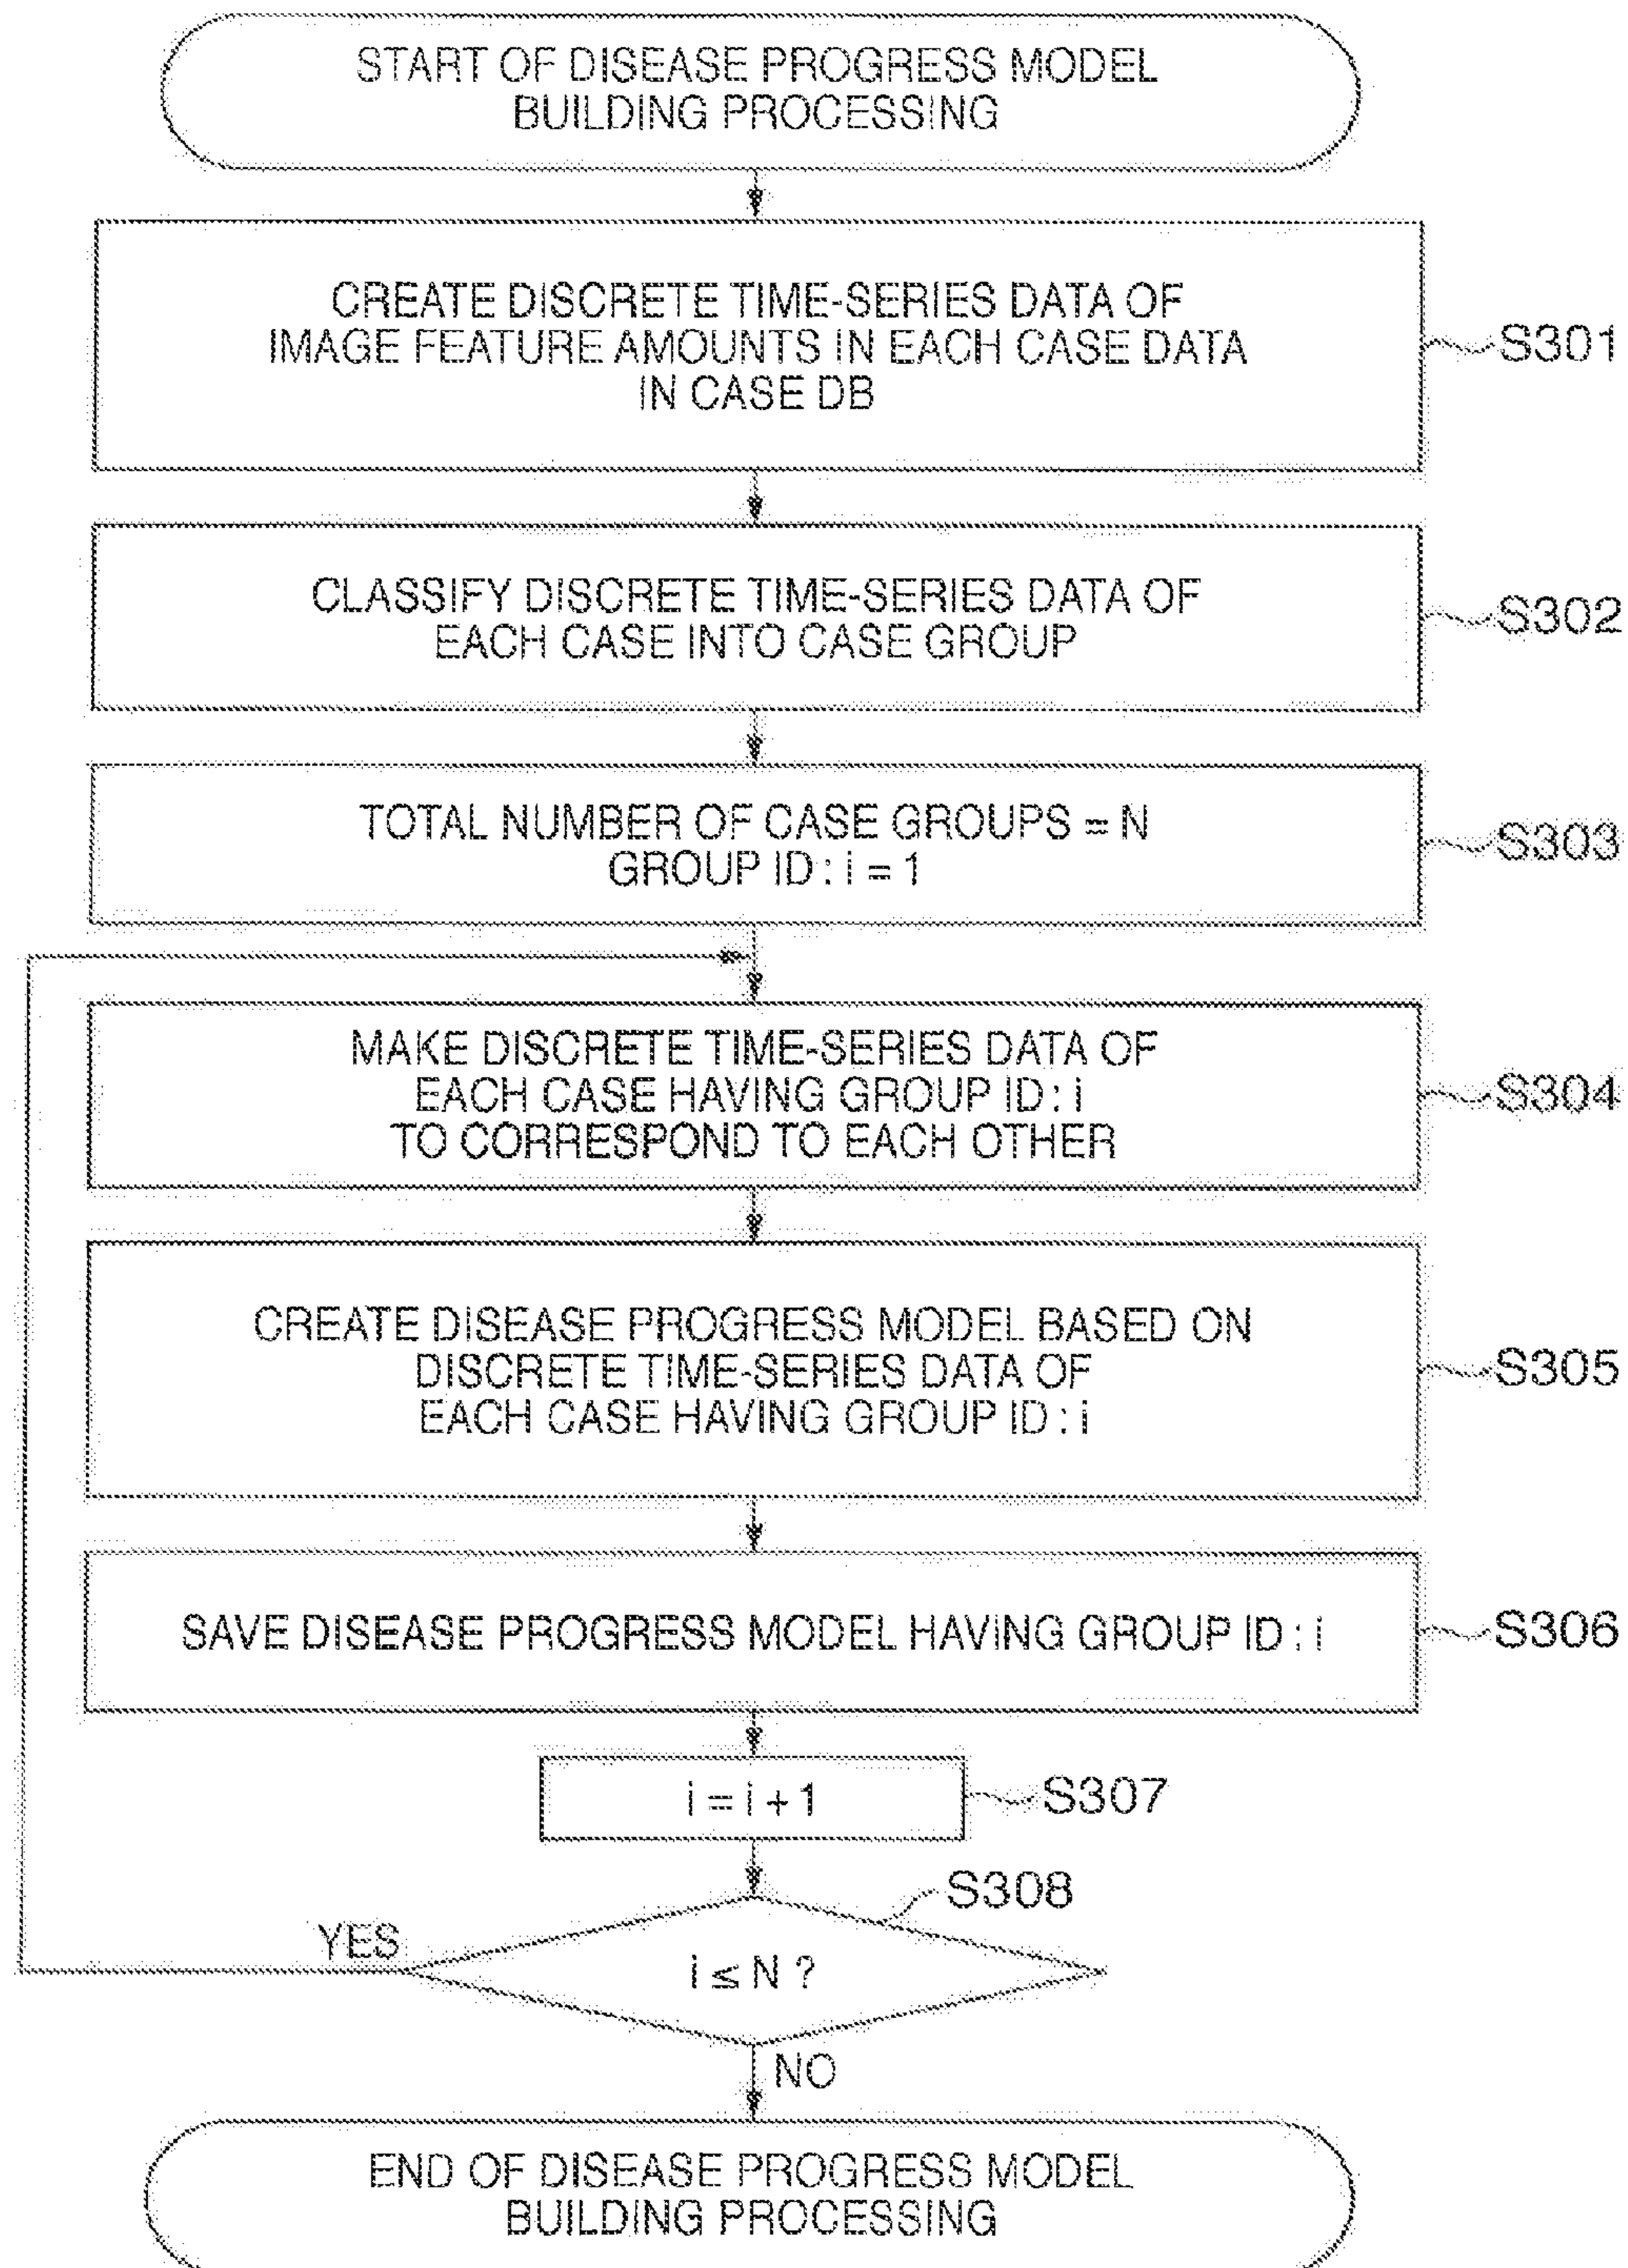 START OF DISEASE PROGRESS MODEL
BUILDING PROCESSING
CREATE DISCRETE TIME-SERIES DATA OF
IMAGE FEATURE AMOUNTS IN EACH CASE DATA
IN CASE DB
S301
CLASSIFY DISCRETE TIME-SERIES DATA OF
EACH CASE INTO CASE GROUP
S302
TOTAL NUMBER OF CASE GROUPS = N
GROUP ID : i = 1
S303
MAKE DISCRETE TIME-SERIES DATA OF
EACH CASE HAVING GROUP ID : i
TO CORRESPOND TO EACH OTHER
S304
CREATE DISEASE PROGRESS MODEL BASED ON
DISCRETE TIME-SERIES DATA OF
EACH CASE HAVING GROUP ID : i
S305
SAVE DISEASE PROGRESS MODEL HAVING GROUP ID : i
S306
i = i + 1
S307
S308
YES
i ≤ N ?
NO
END OF DISEASE PROGRESS MODEL
BUILDING PROCESSING